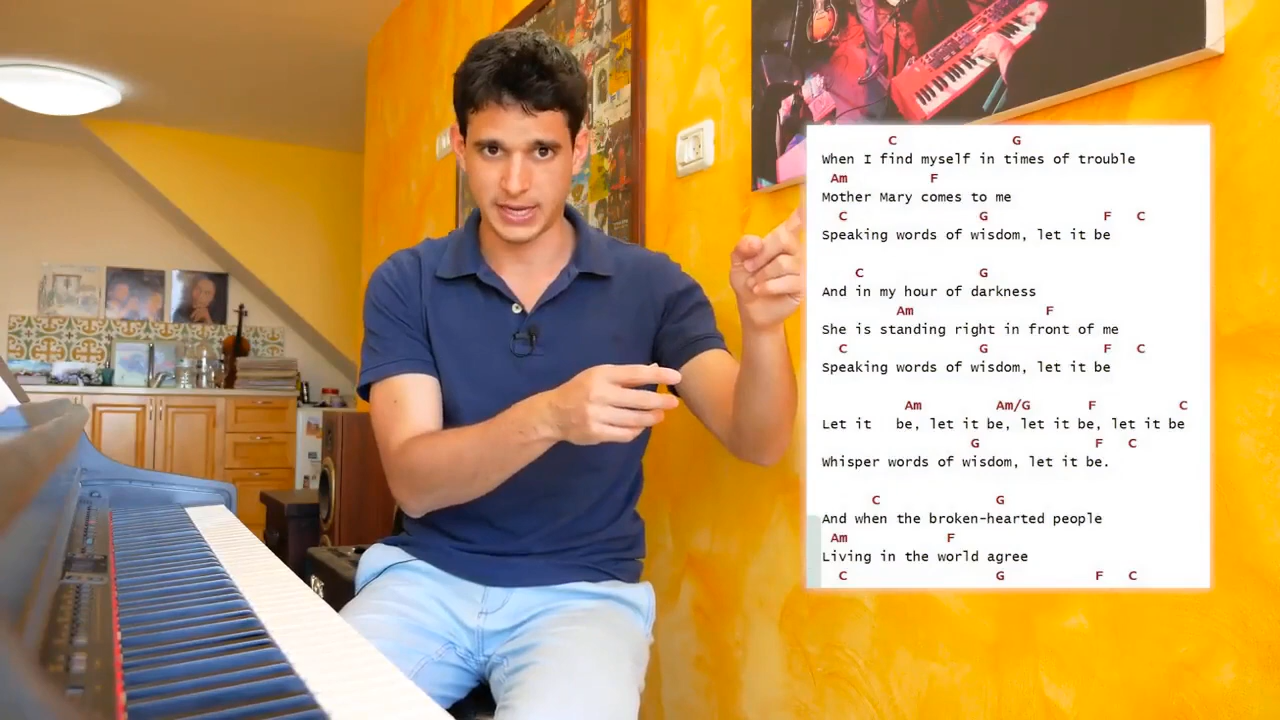 C G
When I find myself in times of trouble
Am F
Mother Mary comes to me
C G F C
Speaking words of wisdom, let it be
C G
And in my hour of darkness
Am F
She is standing right in front of me
C G F C
Speaking words of wisdom, let it be
Am Am/G F C
Let it be, let it be, let it be, let it be
G F C
Whisper words of wisdom, let it be.
C G
And when the broken-hearted people
Am F
Living in the world agree
C G F C